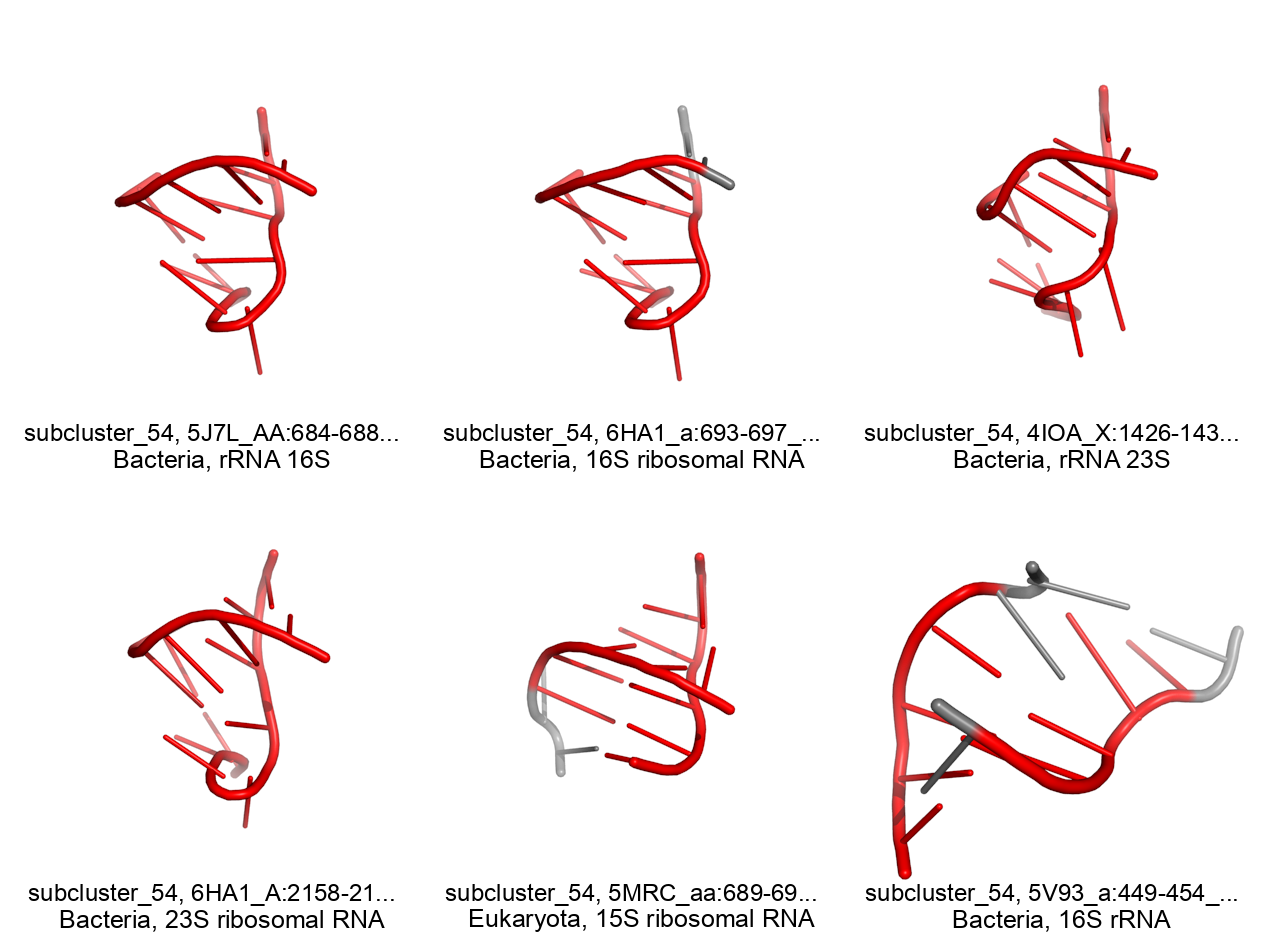 subcluster_54, 5J7L_AA:684-688...
Bacteria, rRNA 16S
subcluster_54, 6HA1_a:693-697_...
Bacteria, 16S ribosomal RNA
subcluster_54, 4IOA_X:1426-143...
Bacteria, rRNA 23S
subcluster_54, 6HA1_A:2158-21...
Bacteria, 23S ribosomal RNA
subcluster_54, 5MRC_aa:689-69...
Eukaryota, 15S ribosomal RNA
subcluster_54, 5V93_a:449-454_...
Bacteria, 16S rRNA